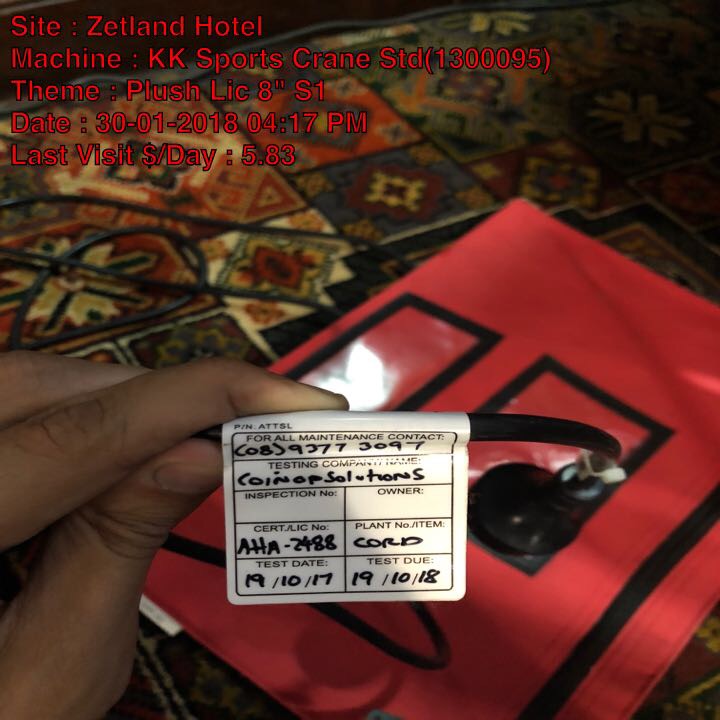 Site : Zetland Hotel
Machine : KK Sports Crane Std(1300095)
Theme : Plush Lic 8" S1
Date : 30-01-2018 04:17 PM
Last Visit $/Day : 5.83
P/N: ATTSL
FOR ALL MAINTENANCE CONTACT:
(08) 9277 3097
TESTING COMPANY/NAME:
Coinop Solutions
INSPECTION No: OWNER:
CERT./LIC No: PLANT No./ITEM:
AHA-2488 CORD
TEST DATE: TEST DUE:
19/10/17 19/10/18